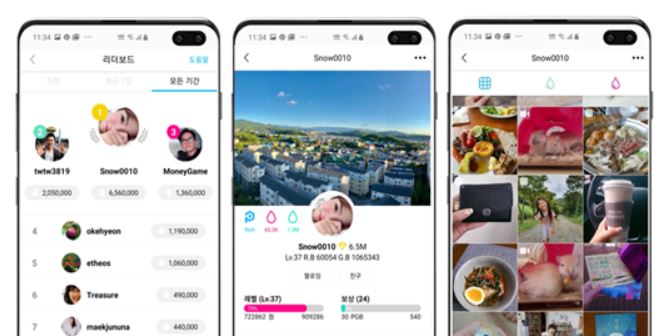 11:34
리더보드
도움말
직전
최근 7일
모든 기간
1
2
3
twtw3819
Snow0010
MoneyGame
2,050,000
6,560,000
1,360,000
4 okehyeon 1,190,000
5 etheos 1,060,000
6 Treasure 490,000
7 maekjununa 440,000
11:34
Snow0010
Rich
60.0K
1.0M
Snow0010 6.5M
Lv.37 R.B 60054 G.B 1065343
팔로잉
친구
레벨 (Lv.37)
79%
722862 점 909286
보상 (24)
30 PGB 540
11:34
Snow0010